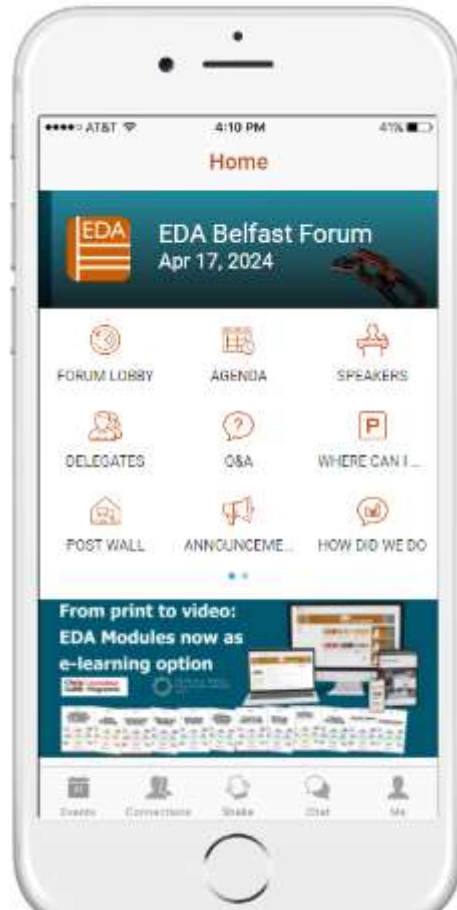 AT&T 4:10 PM 41%
Home
EDA
EDA Belfast Forum
Apr 17, 2024
FORUM LOBBY AGENDA SPEAKERS
P
DELEGATES Q&A WHERE CAN I ...
POST WALL ANNOUNCEME... HOW DID WE DO
From print to video:
EDA Modules now as
e-learning option
Events Connections Shake Chat Me